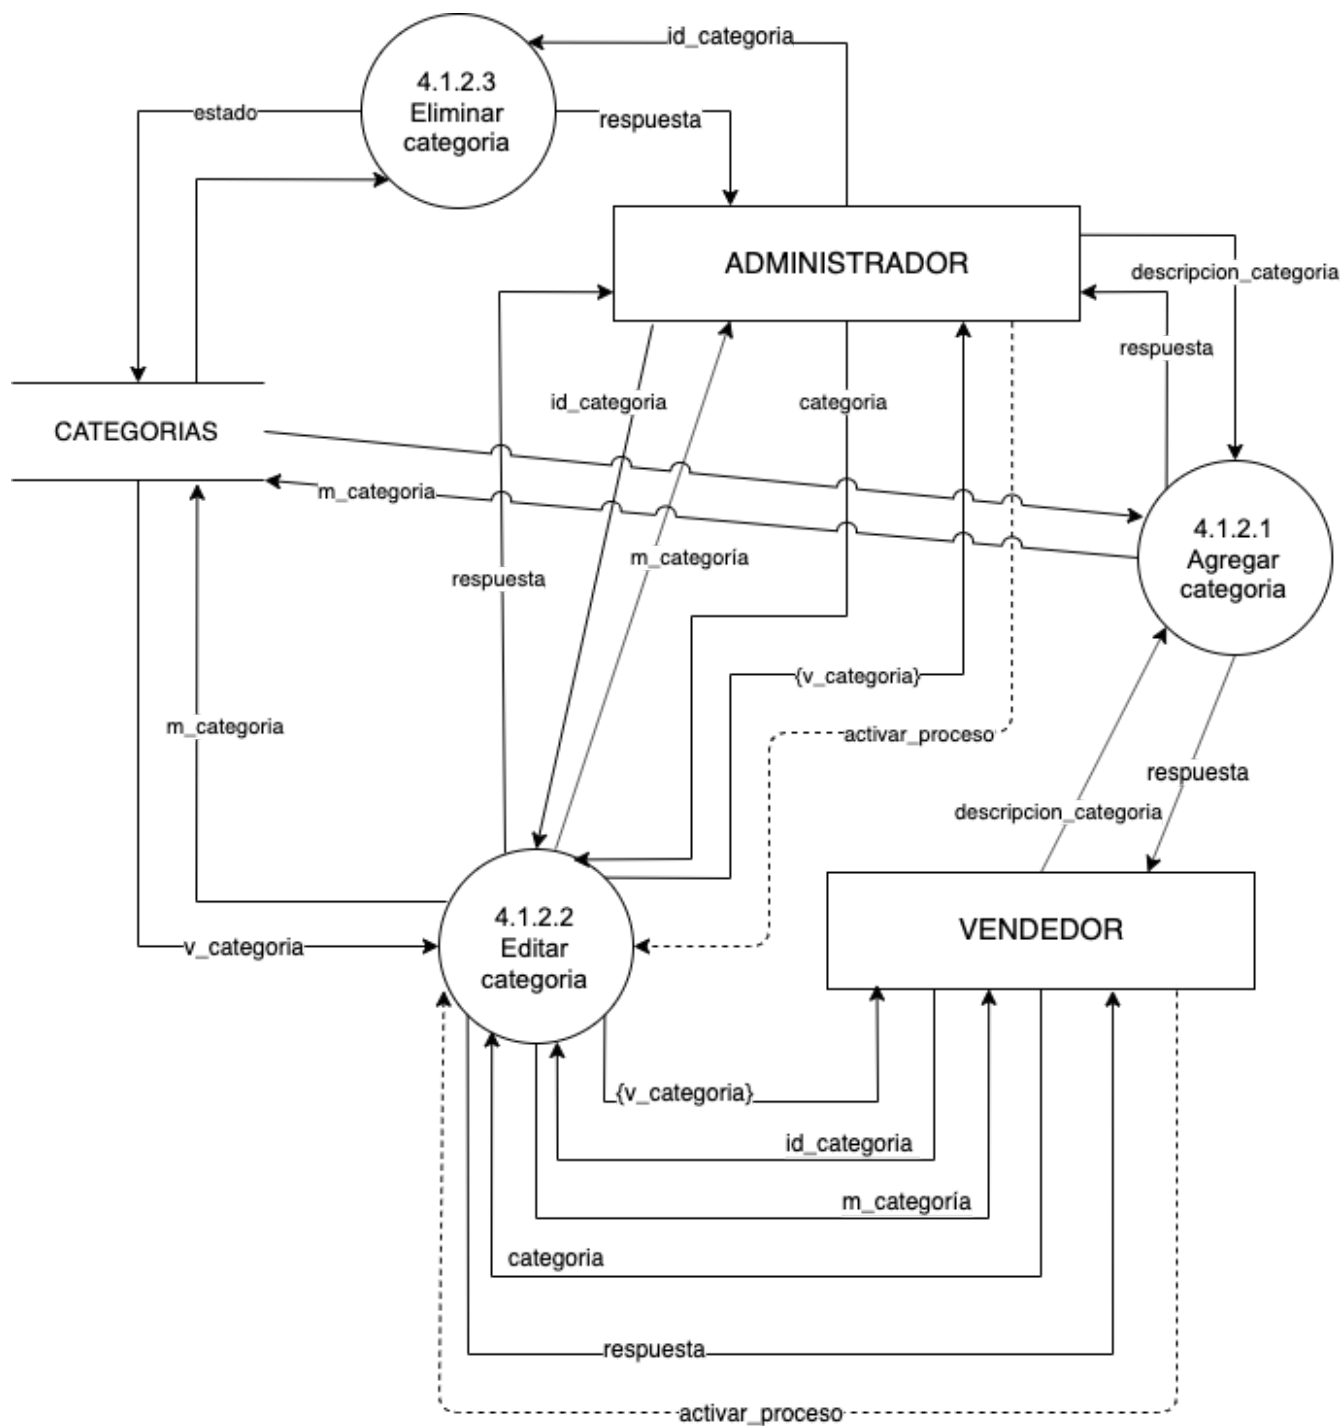 id_categoria
4.1.2.3
Eliminar
categoria
estado
respuesta
ADMINISTRADOR
descripcion_categoria
respuesta
id_categoria
categoria
CATEGORIAS
m_categoria
4.1.2.1
Agregar
categoria
m_categoría
respuesta
{v_categoria}
m_categoria
activar_proceso
respuesta
descripcion_categoria
4.1.2.2
Editar
categoria
VENDEDOR
v_categoria
{v_categoria}
id_categoria
m_categoría
categoria
respuesta
activar_proceso